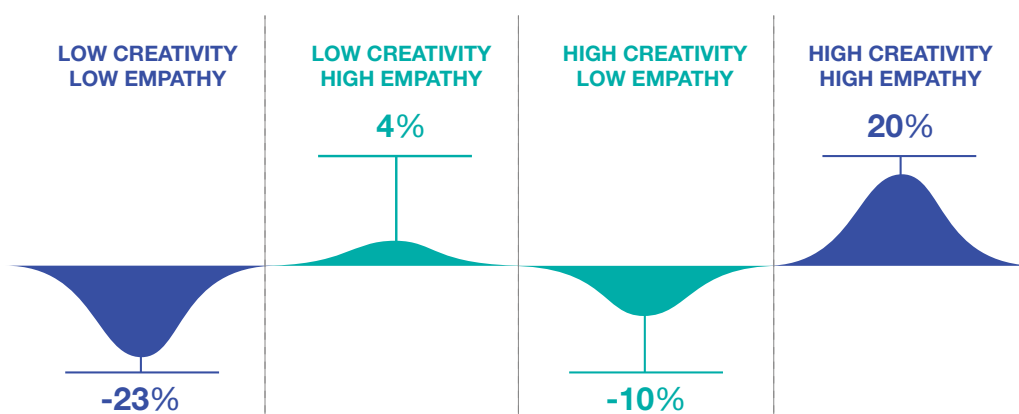 LOW CREATIVITY
LOW EMPATHY
-23%
LOW CREATIVITY
HIGH EMPATHY
4%
HIGH CREATIVITY
LOW EMPATHY
-10%
HIGH CREATIVITY
HIGH EMPATHY
20%